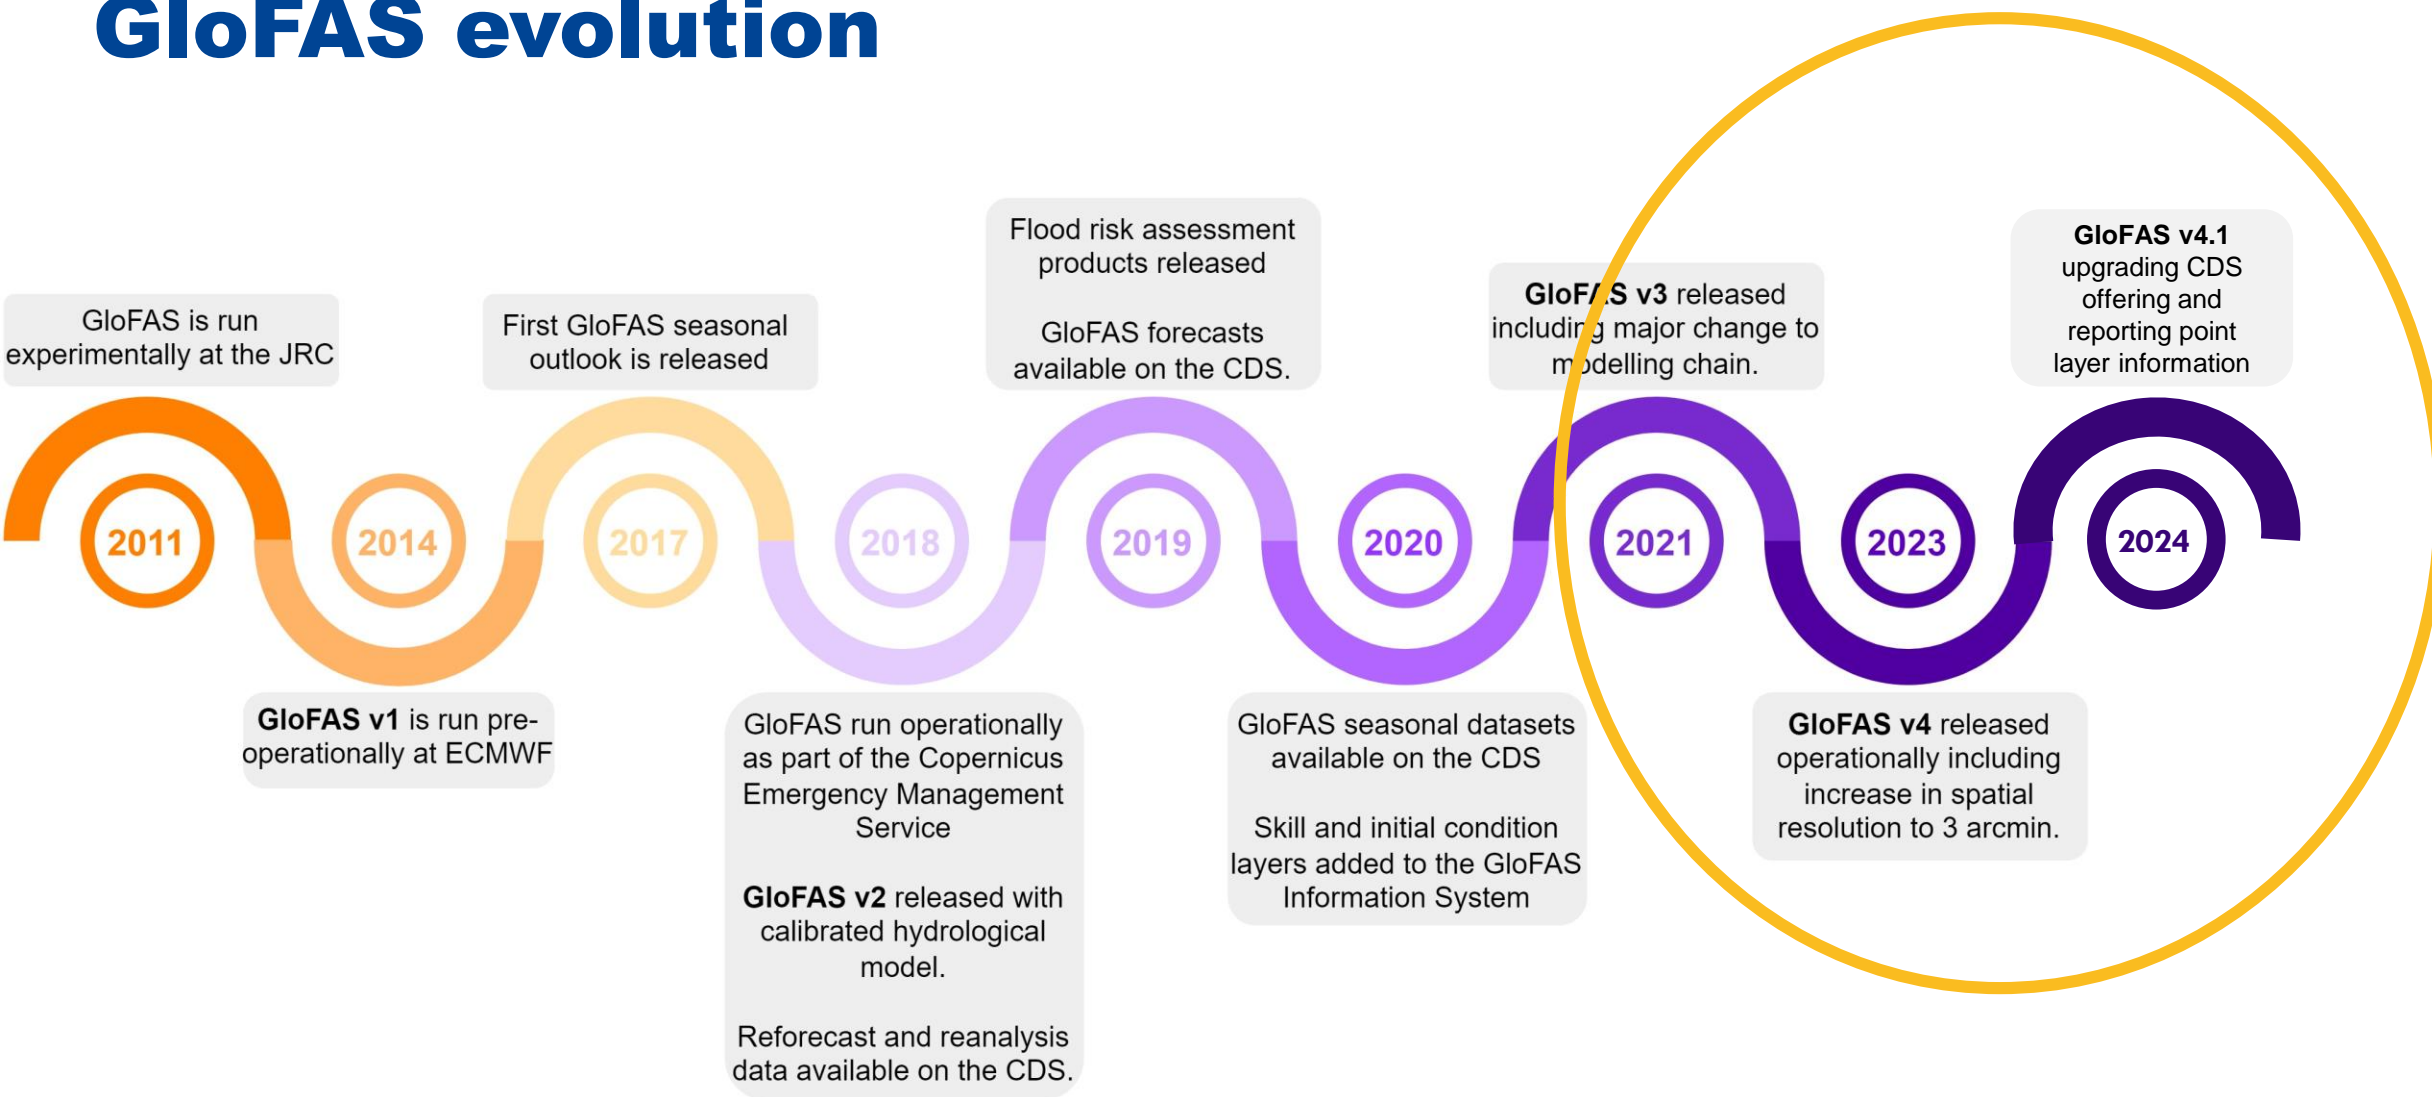 GloFAS evolution
GloFAS is run
experimentally at the JRC
2011
GloFAS v1 is run pre-
operationally at ECMWF
2014
First GloFAS seasonal
outlook is released
2017
GloFAS run operationally
as part of the Copernicus
Emergency Management
Service
GloFAS v2 released with
calibrated hydrological
model.
Reforecast and reanalysis
data available on the CDS.
2018
Flood risk assessment
products released
GloFAS forecasts
available on the CDS.
2019
GloFAS seasonal datasets
available on the CDS
Skill and initial condition
layers added to the GloFAS
Information System
2020
GloFAS v3 released
including major change to
modelling chain.
2021
GloFAS v4 released
operationally including
increase in spatial
resolution to 3 arcmin.
2023
GloFAS v4.1
upgrading CDS
offering and
reporting point
layer information
2024